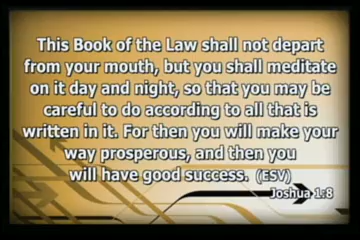 This Book of the Law shall not depart
from your mouth, but you shall meditate
on it day and night, so that you may be
careful to do according to all that is
written in it. For then you will make your
way prosperous, and then you
will have good success. (ESV)
Joshua 1:8